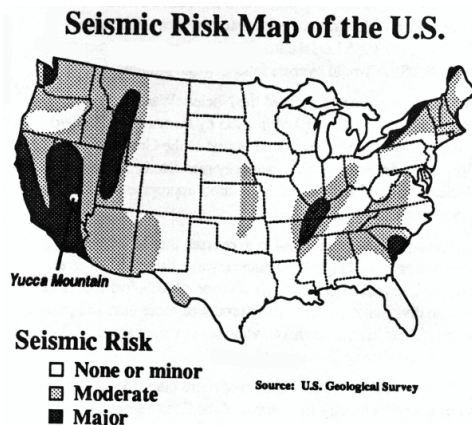 Seismic Risk Map of the U.S.
Yucca Mountain
Seismic Risk
None or minor
Moderate
Major
Source: U.S. Geological Survey